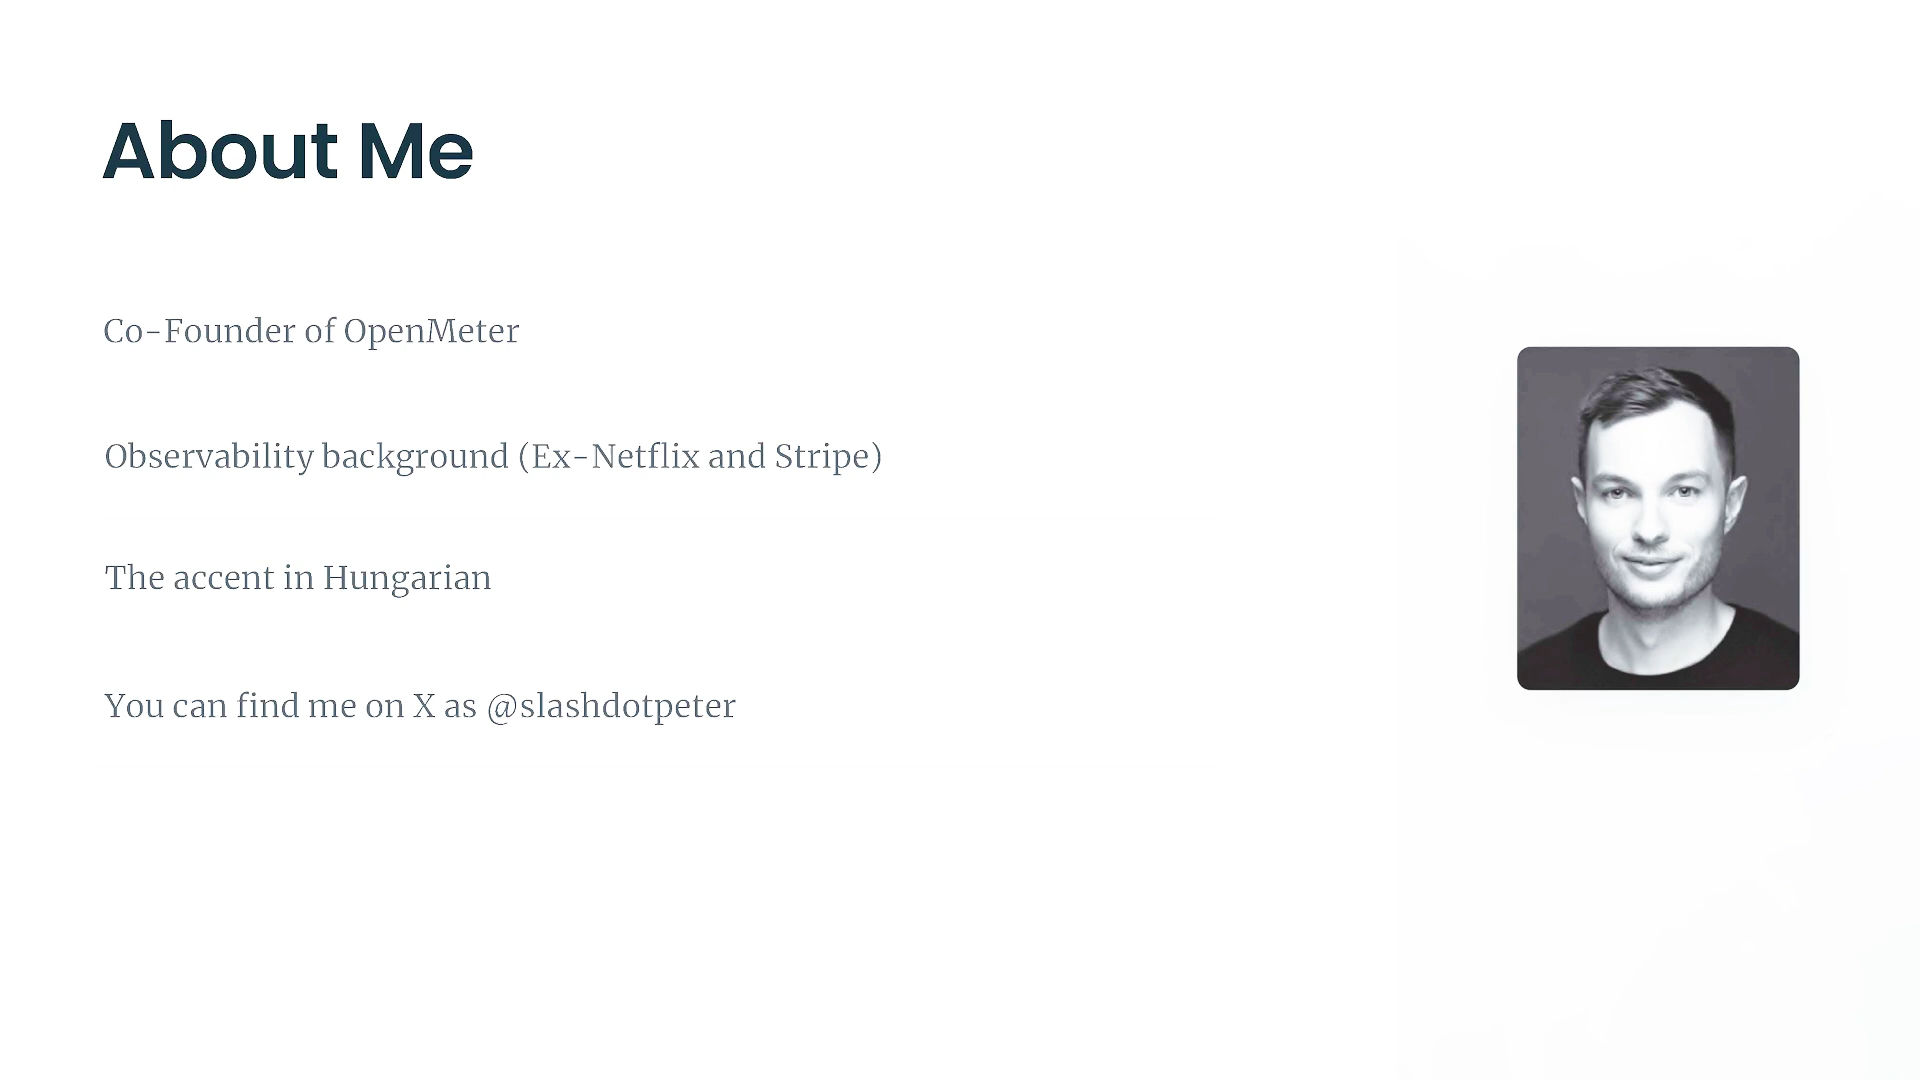 About Me
Co-Founder of OpenMeter
Observability background (Ex-Netflix and Stripe)
The accent in Hungarian
You can find me on X as @slashdotpeter